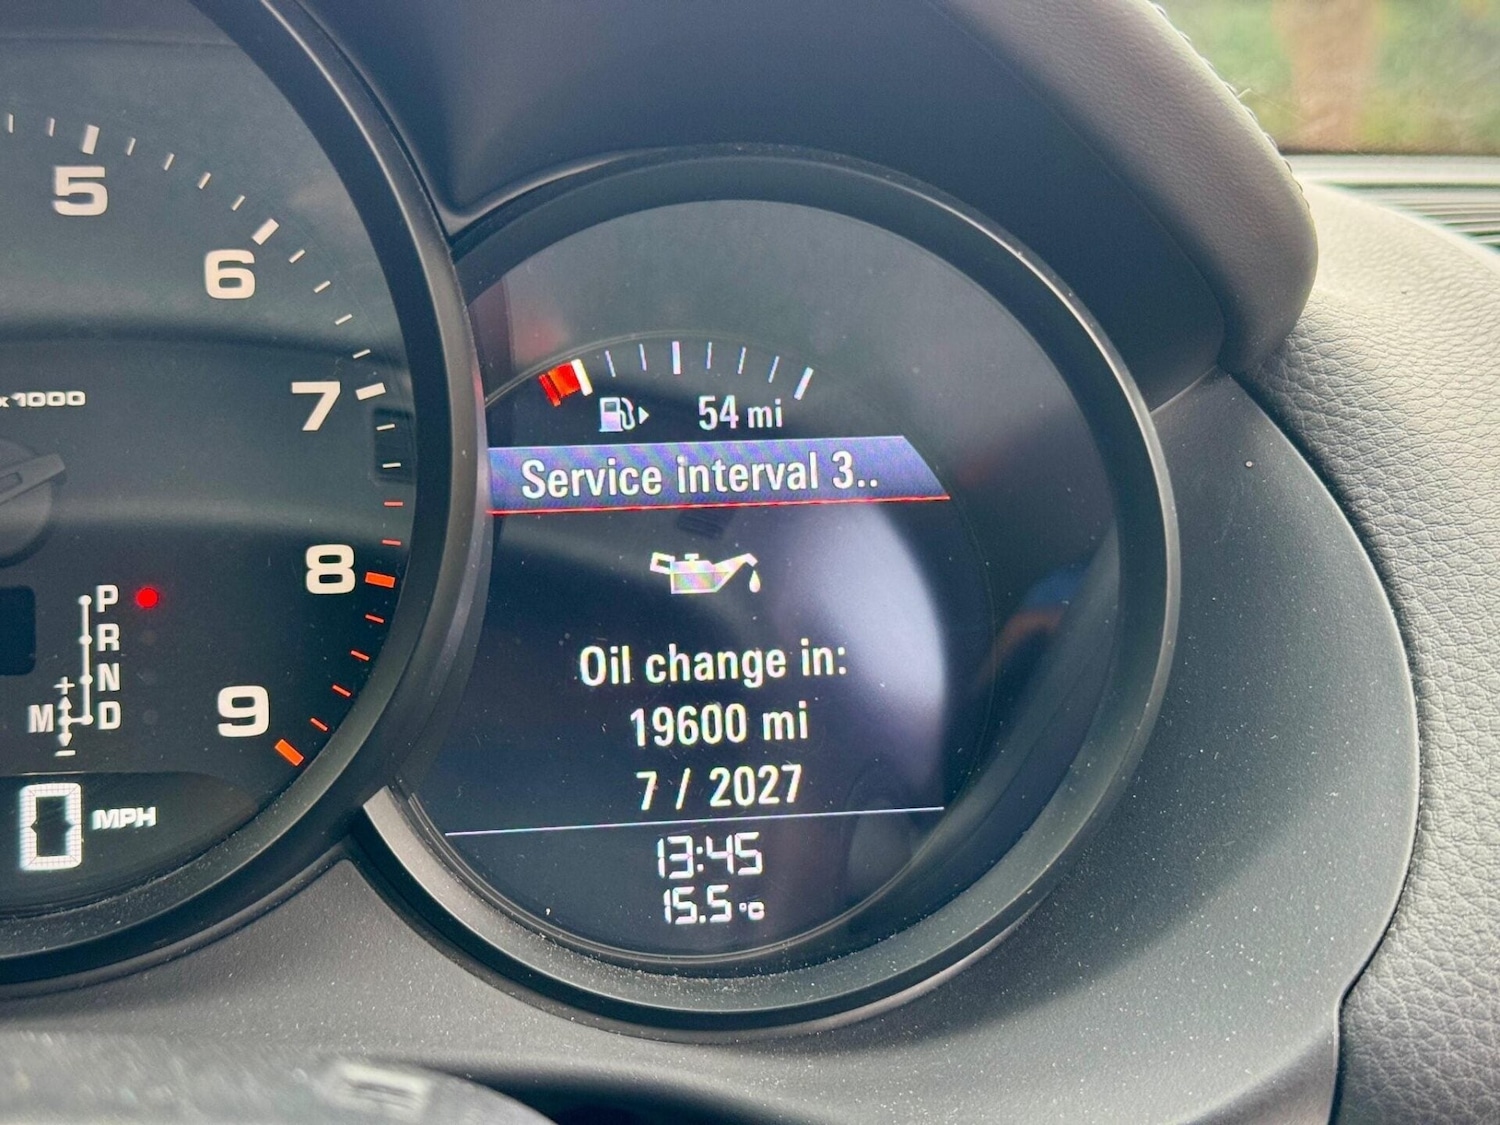 5
6
7
x1000
8
9
P
R
N
+
M D
−
0 MPH
54 mi
Service interval 3..
Oil change in:
19600 mi
7 / 2027
13:45
15.5°C